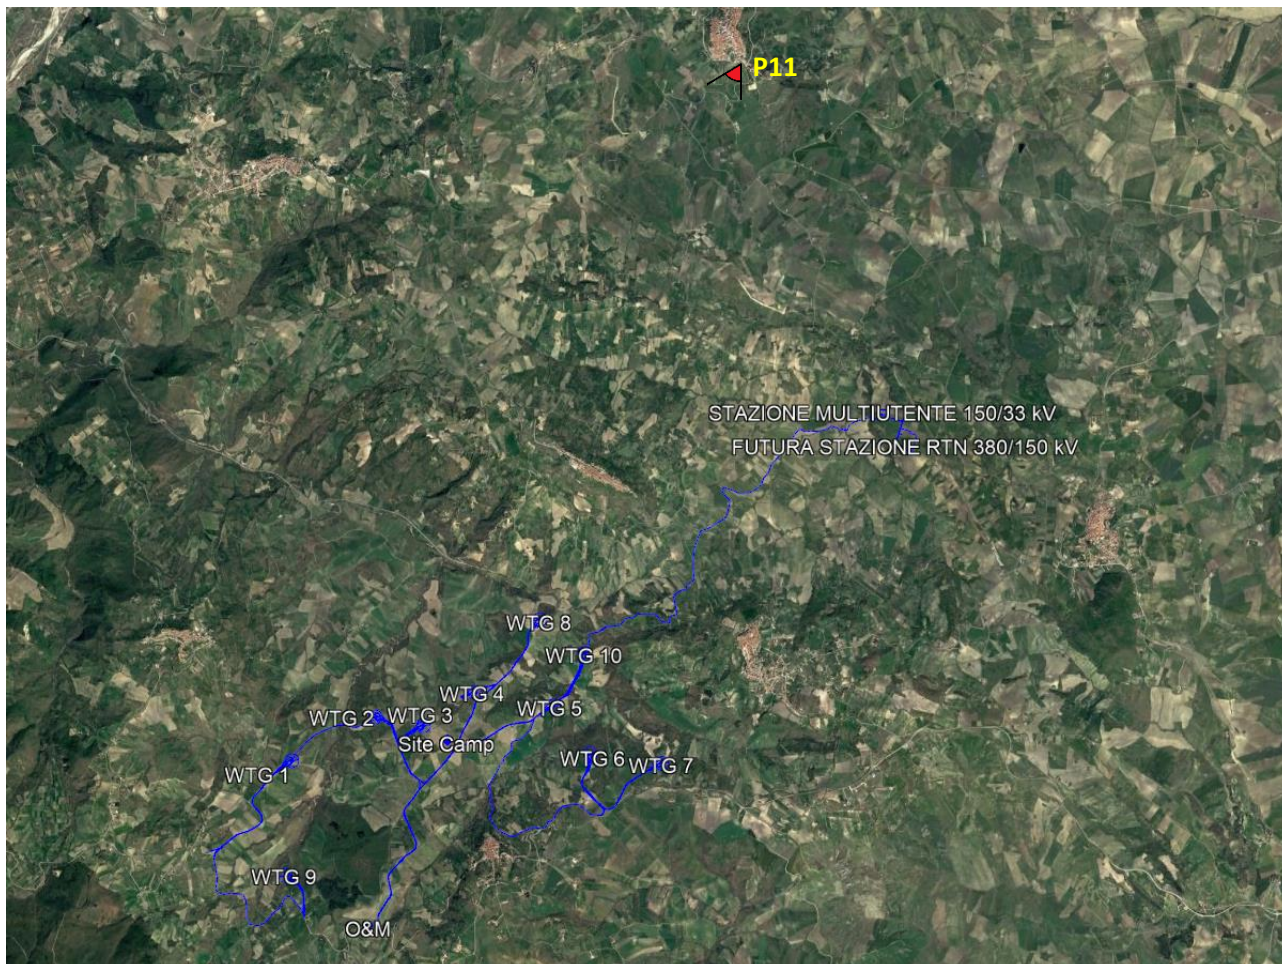 P11
STAZIONE MULTIUTENTE 150/33 kV
FUTURA STAZIONE RTN 380/150 kV
WTG 8
WTG 10
WTG 4
WTG 5
WTG 2
WTG 3
Site Camp
WTG 6
WTG 7
WTG 1
WTG 9
O&M